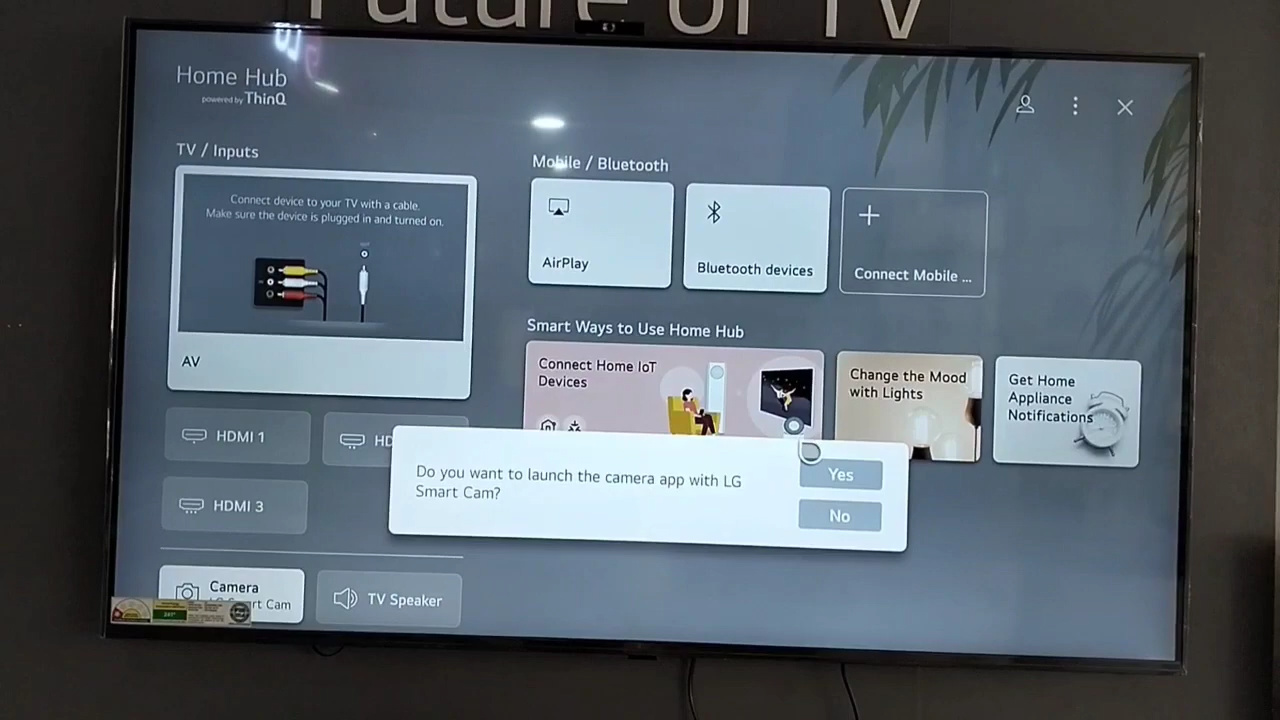 Future of TV
Home Hub
powered by ThinQ
TV / Inputs
Mobile / Bluetooth
Connect device to your TV with a cable.
Make sure the device is plugged in and turned on.
AirPlay
Bluetooth devices
Connect Mobile ...
AV
Smart Ways to Use Home Hub
Connect Home IoT
Devices
Change the Mood
with Lights
Get Home
Appliance
Notifications
HDMI 1
HD
HDMI 3
Do you want to launch the camera app with LG
Smart Cam?
Yes
No
Camera
rt Cam
TV Speaker